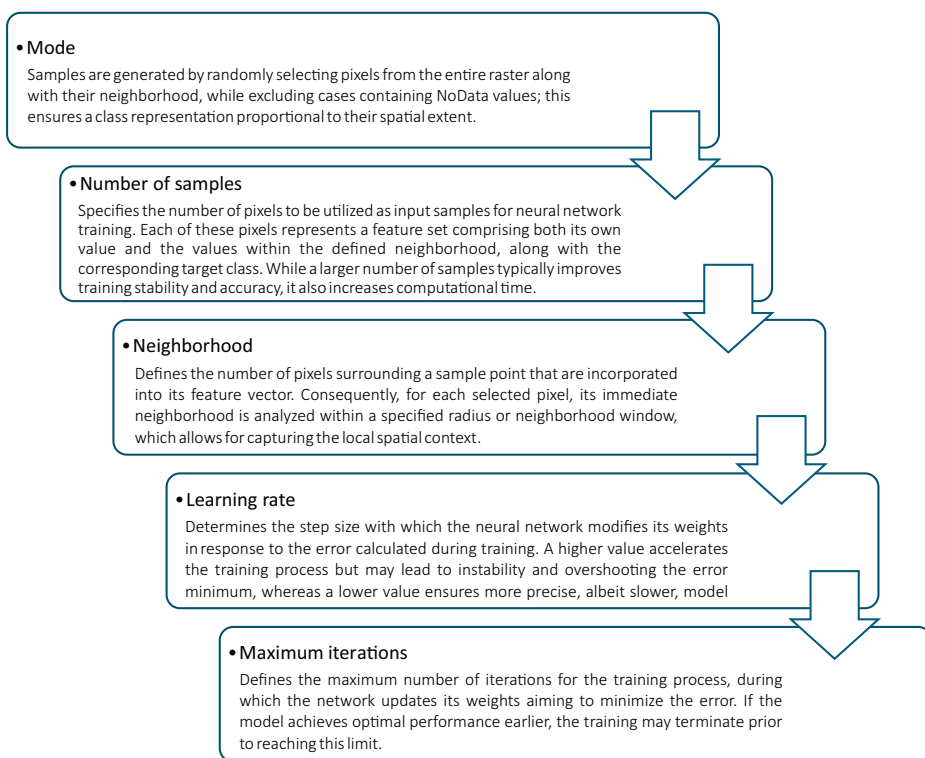 • Mode
Samples are generated by randomly selecting pixels from the entire raster along
with their neighborhood, while excluding cases containing NoData values; this
ensures a class representation proportional to their spatial extent.
• Number of samples
Specifies the number of pixels to be utilized as input samples for neural network
training. Each of these pixels represents a feature set comprising both its own
value and the values within the defined neighborhood, along with the
corresponding target class. While a larger number of samples typically improves
training stability and accuracy, it also increases computational time.
• Neighborhood
Defines the number of pixels surrounding a sample point that are incorporated
into its feature vector. Consequently, for each selected pixel, its immediate
neighborhood is analyzed within a specified radius or neighborhood window,
which allows for capturing the local spatial context.
• Learning rate
Determines the step size with which the neural network modifies its weights
in response to the error calculated during training. A higher value accelerates
the training process but may lead to instability and overshooting the error
minimum, whereas a lower value ensures more precise, albeit slower, model
• Maximum iterations
Defines the maximum number of iterations for the training process, during
which the network updates its weights aiming to minimize the error. If the
model achieves optimal performance earlier, the training may terminate prior
to reaching this limit.